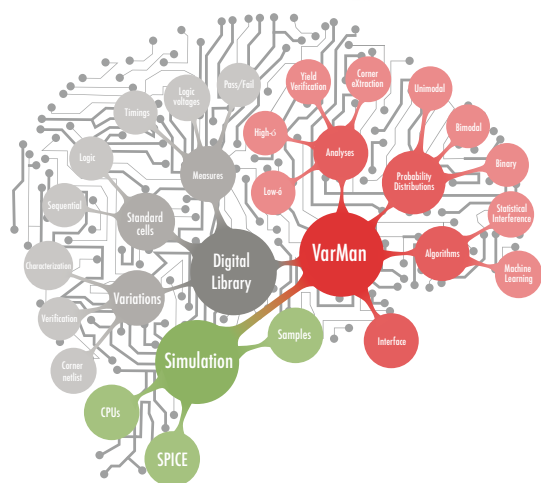 Pass/Fail
Logic
voltages
Timings
Yield
Verification
Corner
eXtraction
Unimodal
Logic
Measures
High-σ
Analyses
Bimodal
Sequential
Standard
cells
Low-σ
Probability
Distributions
Binary
Statistical
Interference
Characterization
Digital
Library
VarMan
Algorithms
Machine
Learning
Verification
Variations
Corner
netlist
Simulation
Samples
Interface
CPUs
SPICE